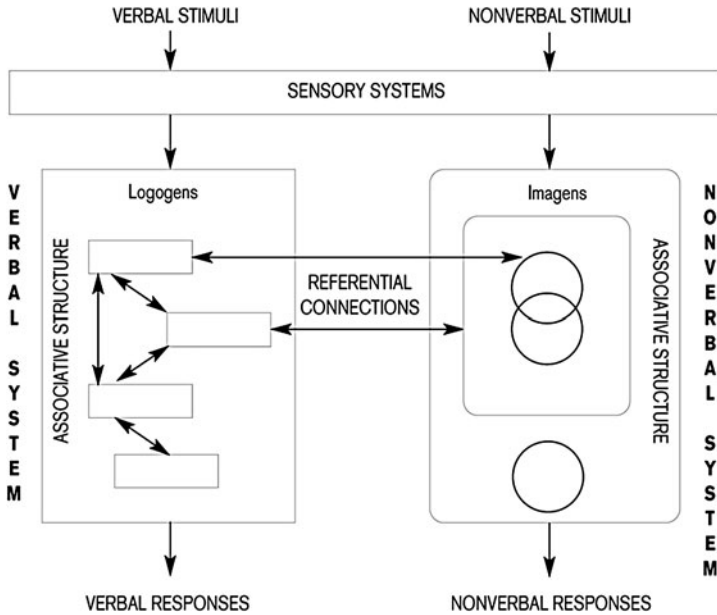 VERBAL STIMULI
NONVERBAL STIMULI
SENSORY SYSTEMS
VERBAL SYSTEM
ASSOCIATIVE STRUCTURE
Logogens
REFERENTIAL
CONNECTIONS
Imagens
ASSOCIATIVE STRUCTURE
NONVERBAL SYSTEM
VERBAL RESPONSES
NONVERBAL RESPONSES